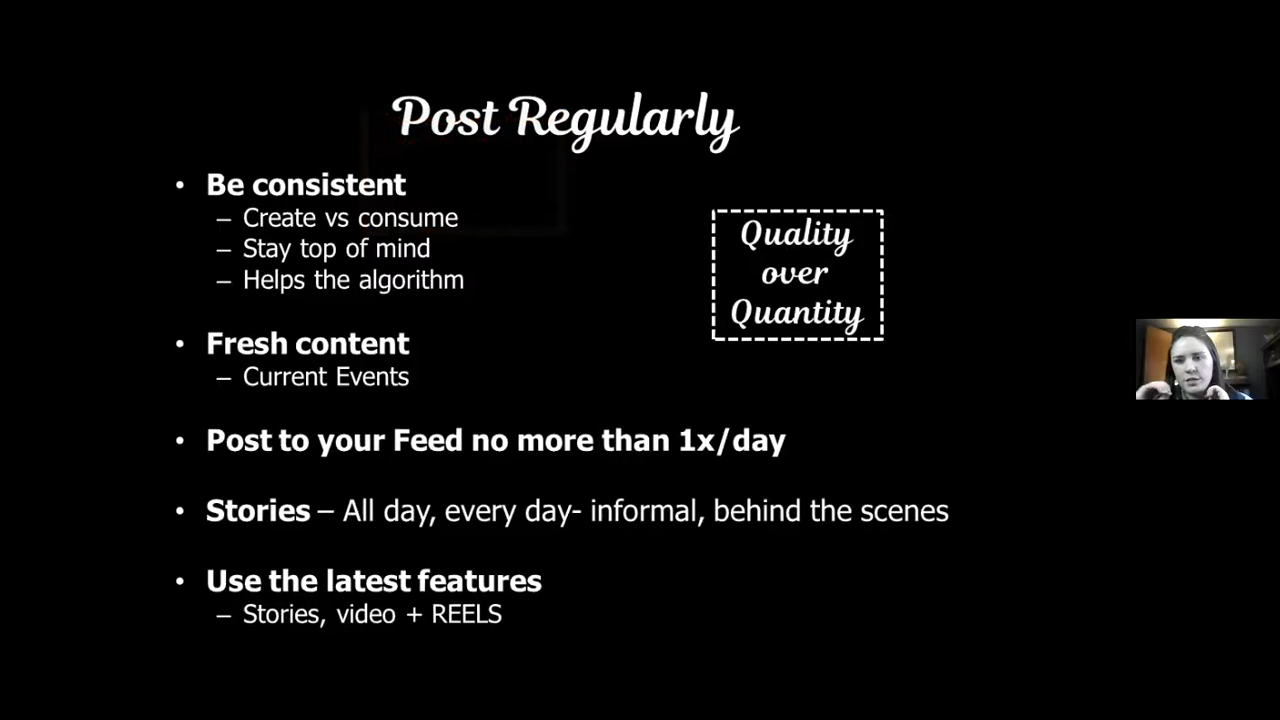 Post Regularly
• Be consistent
– Create vs consume
– Stay top of mind
– Helps the algorithm
Quality
over
Quantity
• Fresh content
– Current Events
• Post to your Feed no more than 1x/day
• Stories – All day, every day- informal, behind the scenes
• Use the latest features
– Stories, video + REELS